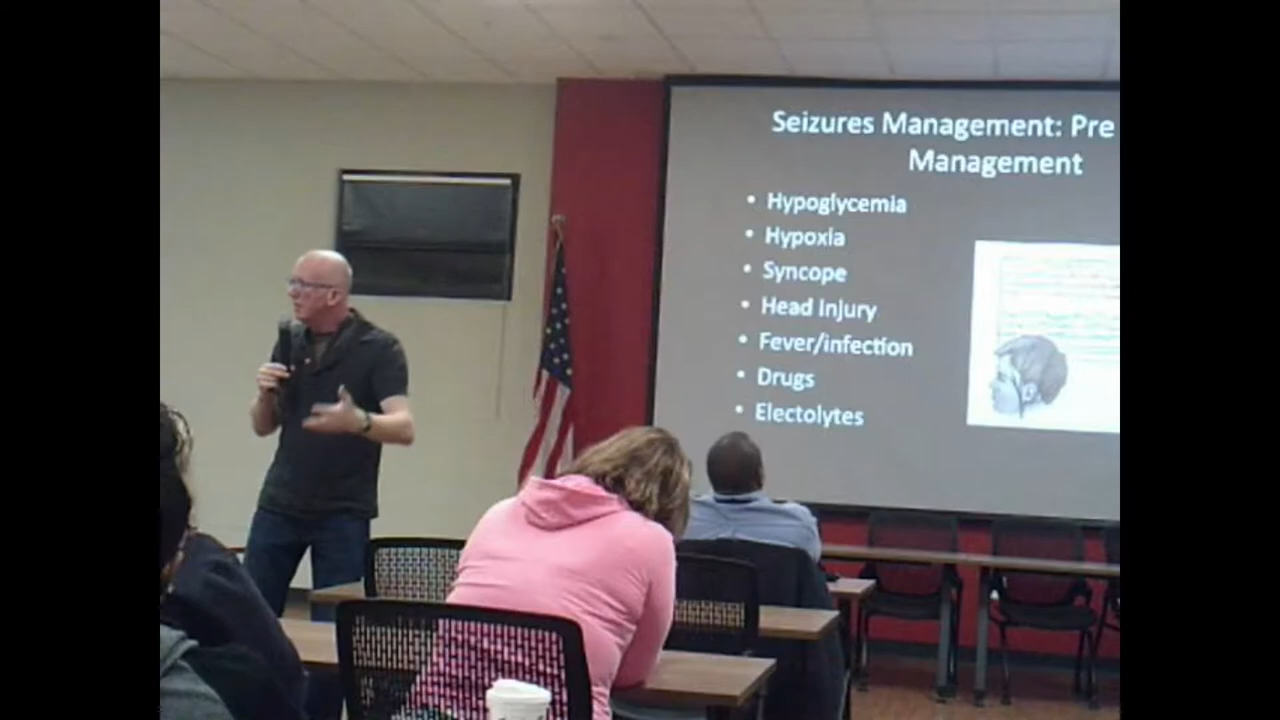 Seizures Management: Pre
Management
• Hypoglycemia
• Hypoxia
• Syncope
• Head injury
• Fever/infection
• Drugs
• Electolytes